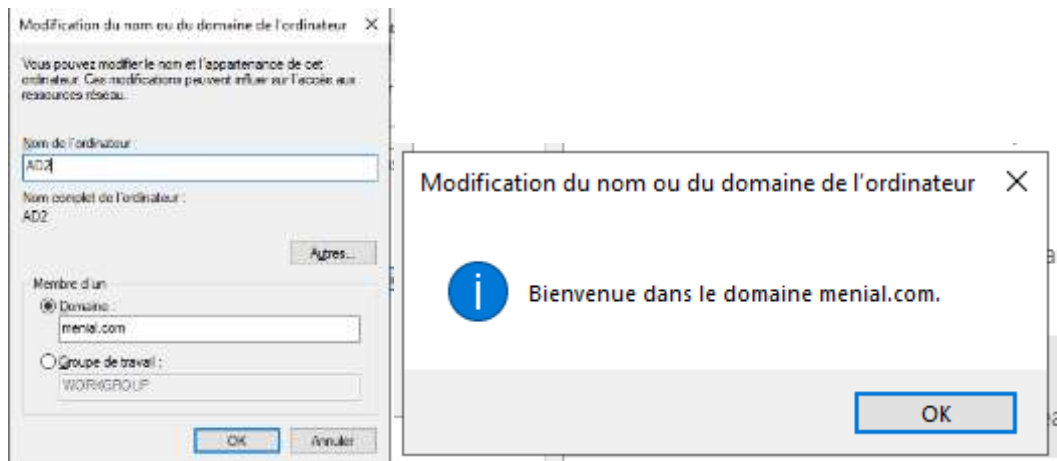 Modification du nom ou du domaine de l'ordinateur
Vous pouvez modifier le nom et l'appartenance de cet
ordinateur. Ces modifications peuvent influer sur l'accès aux
ressources réseau.
Nom de l'ordinateur :
AD2
Nom complet de l'ordinateur :
AD2
Autres...
Membre d'un
Domaine :
menial.com
Groupe de travail :
WORKGROUP
OK Annuler
Modification du nom ou du domaine de l'ordinateur
Bienvenue dans le domaine menial.com.
OK